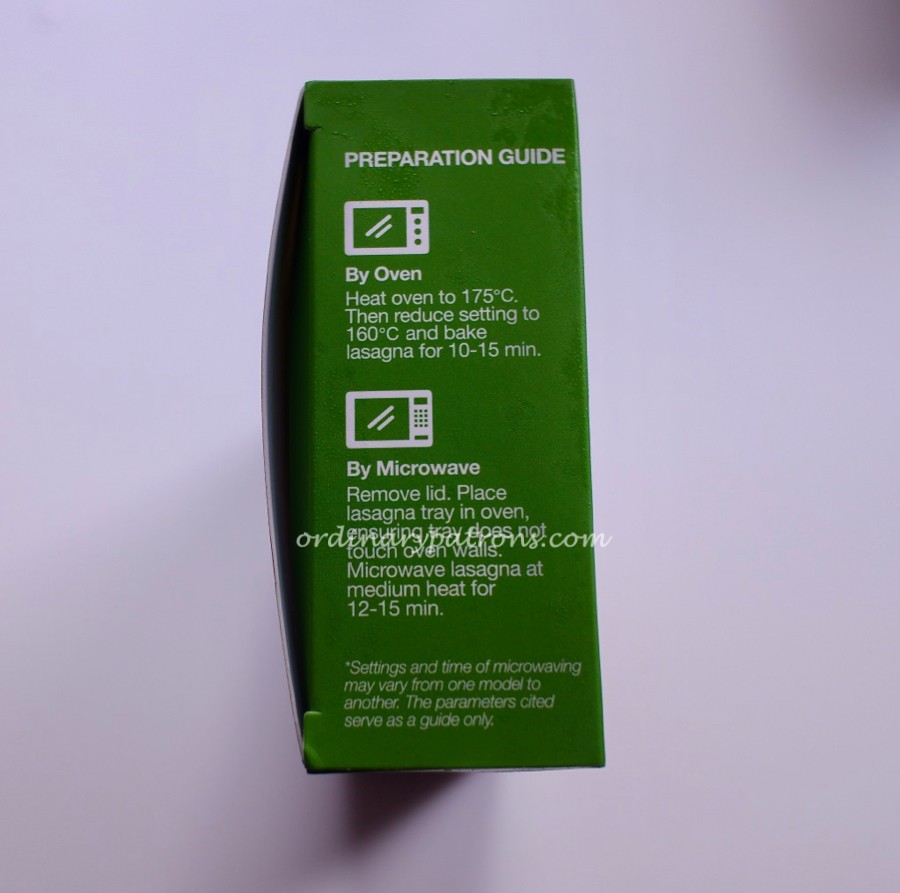 PREPARATION GUIDE
By Oven
Heat oven to 175°C.
Then reduce setting to
160°C and bake
lasagna for 10-15 min.
By Microwave
Remove lid. Place
lasagna tray in oven,
ensuring tray does not
ordinarypatrons.com
touch oven walls.
Microwave lasagna at
medium heat for
12-15 min.
*Settings and time of microwaving
may vary from one model to
another. The parameters cited
serve as a guide only.